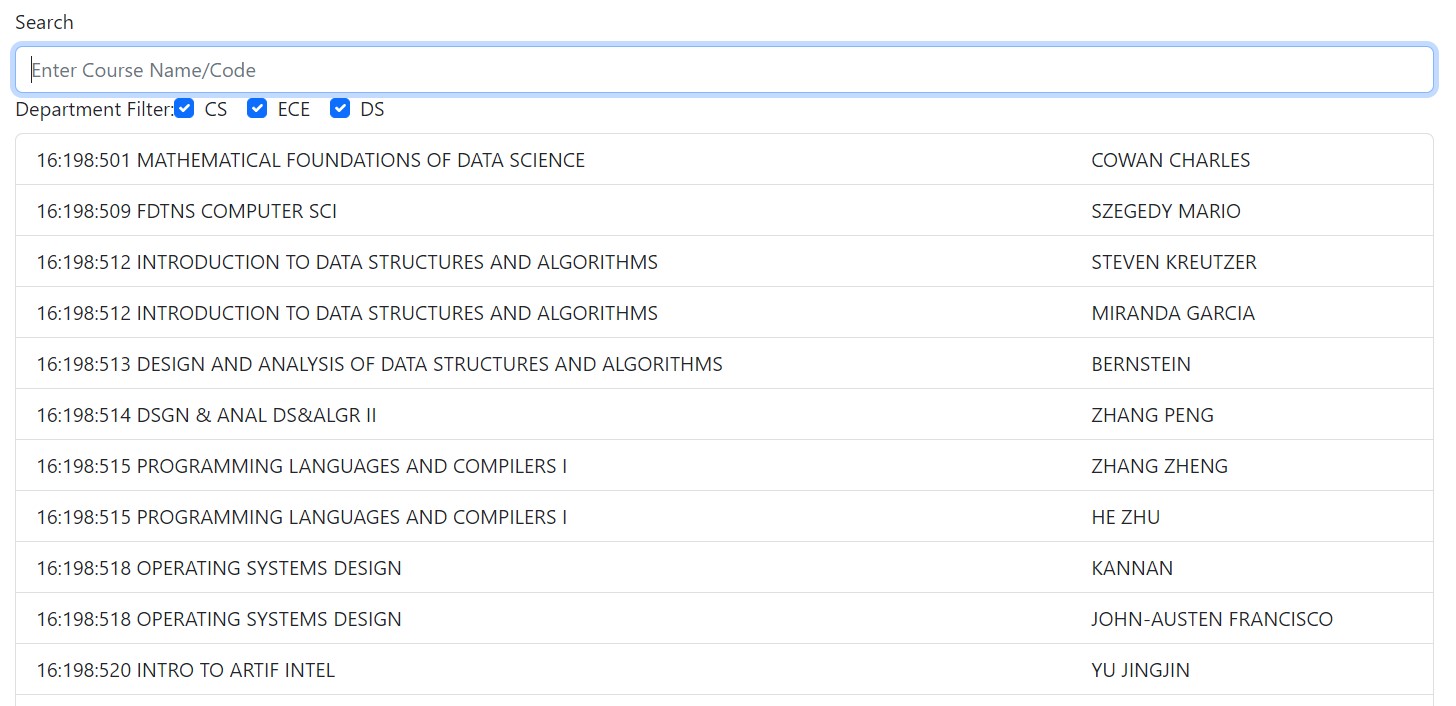 Search
Enter Course Name/Code
Department Filter: CS ECE DS
16:198:501 MATHEMATICAL FOUNDATIONS OF DATA SCIENCE COWAN CHARLES
16:198:509 FDTNS COMPUTER SCI SZEGEDY MARIO
16:198:512 INTRODUCTION TO DATA STRUCTURES AND ALGORITHMS STEVEN KREUTZER
16:198:512 INTRODUCTION TO DATA STRUCTURES AND ALGORITHMS MIRANDA GARCIA
16:198:513 DESIGN AND ANALYSIS OF DATA STRUCTURES AND ALGORITHMS BERNSTEIN
16:198:514 DSGN & ANAL DS&ALGR II ZHANG PENG
16:198:515 PROGRAMMING LANGUAGES AND COMPILERS I ZHANG ZHENG
16:198:515 PROGRAMMING LANGUAGES AND COMPILERS I HE ZHU
16:198:518 OPERATING SYSTEMS DESIGN KANNAN
16:198:518 OPERATING SYSTEMS DESIGN JOHN-AUSTEN FRANCISCO
16:198:520 INTRO TO ARTIF INTEL YU JINGJIN